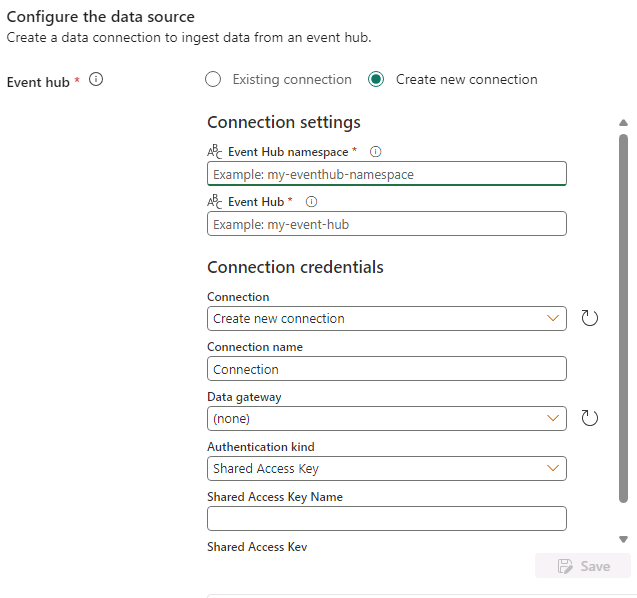 Configure the data source
Create a data connection to ingest data from an event hub.
Event hub * Existing connection Create new connection
Connection settings
Event Hub namespace *
Example: my-eventhub-namespace
Event Hub *
Example: my-event-hub
Connection credentials
Connection
Create new connection
Connection name
Connection
Data gateway
(none)
Authentication kind
Shared Access Key
Shared Access Key Name
Shared Access Key
Save